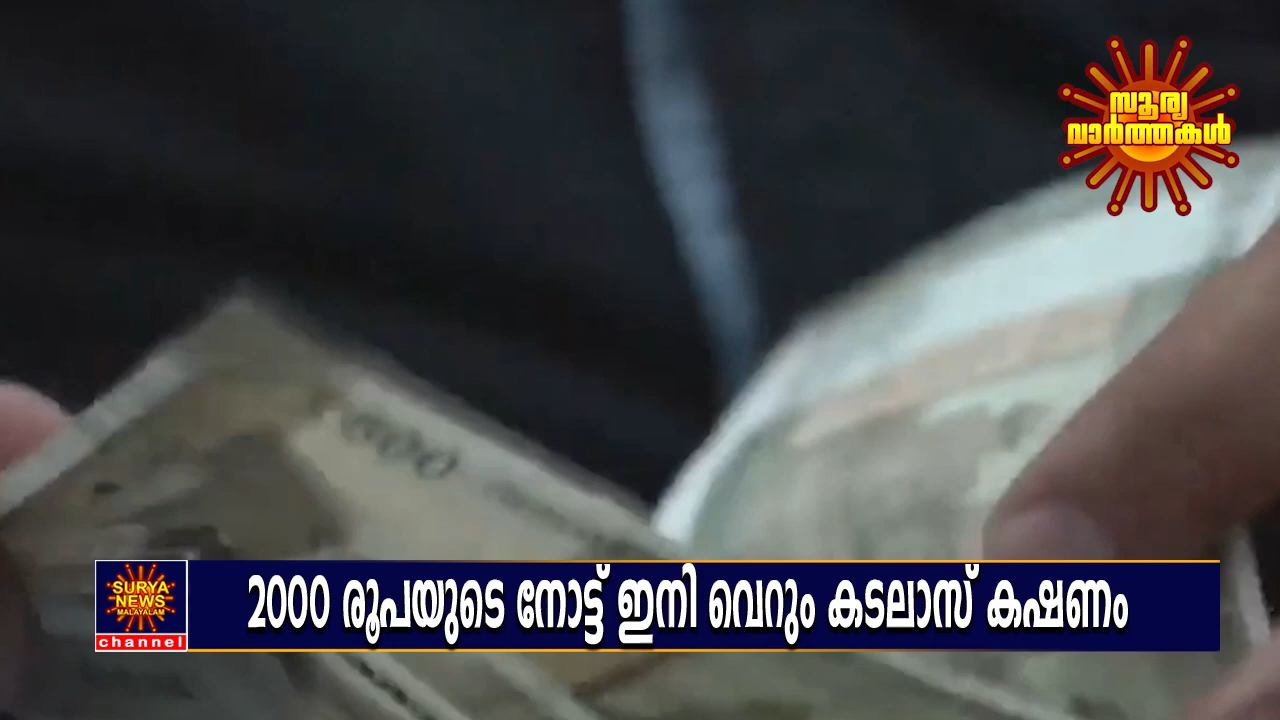 സൂര്യ
വാർത്തകൾ
SURYA
NEWS
MALAYALAM
channel
2000 രൂപയുടെ നോട്ട് ഇനി വെറും കടലാസ് കഷണം